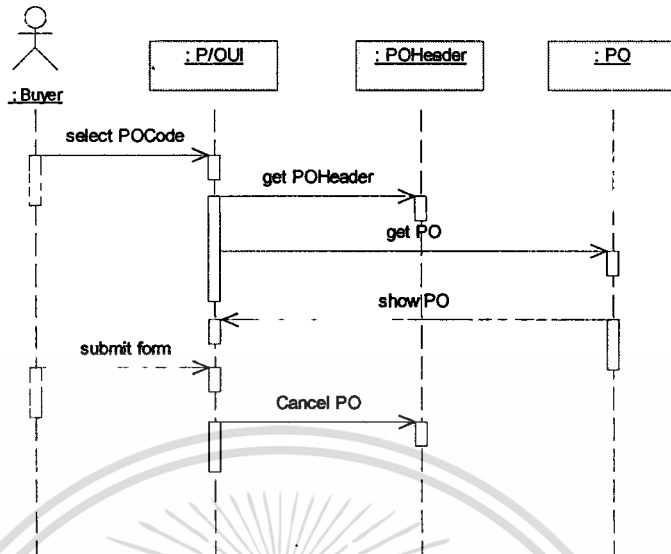 : P/OUI
: POHeader
: PO
: Buyer
select POCode
get POHeader
get PO
show PO
submit form
Cancel PO